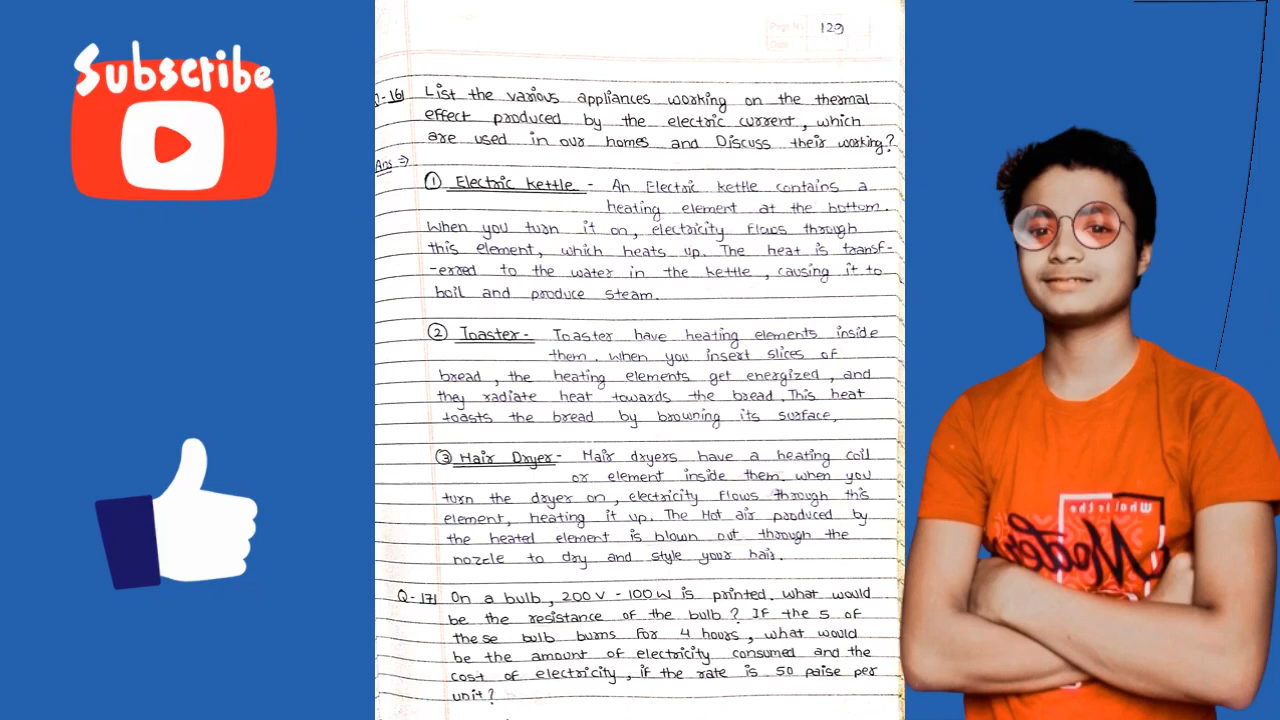 Subscribe
Page No.
Date
129
Q-16)
List the various appliances working on the thermal
effect produced by the electric current, which
are used in our homes and Discuss their working?
Ans ⇒
① Electric kettle - An Electric kettle contains a
heating element at the bottom.
When you turn it on, electricity flows through
this element, which heats up. The heat is transf-
-erred to the water in the kettle, causing it to
boil and produce steam.
② Toaster - Toaster have heating elements inside
them. when you insert slices of
bread, the heating elements get energized, and
they radiate heat towards the bread. This heat
toasts the bread by browning its surface.
③ Hair Dryer - Hair dryers have a heating coil
or element inside them. when you
turn the dryer on, electricity flows through this
element, heating it up. The Hot air produced by
the heated element is blown out through the
nozzle to dry and style your hair.
Q-17) On a bulb, 200 V - 100 W is printed. what would
be the resistance of the bulb? If the 5 of
these bulb burns for 4 hours, what would
be the amount of electricity consumed and the
cost of electricity, if the rate is 50 paise per
unit?